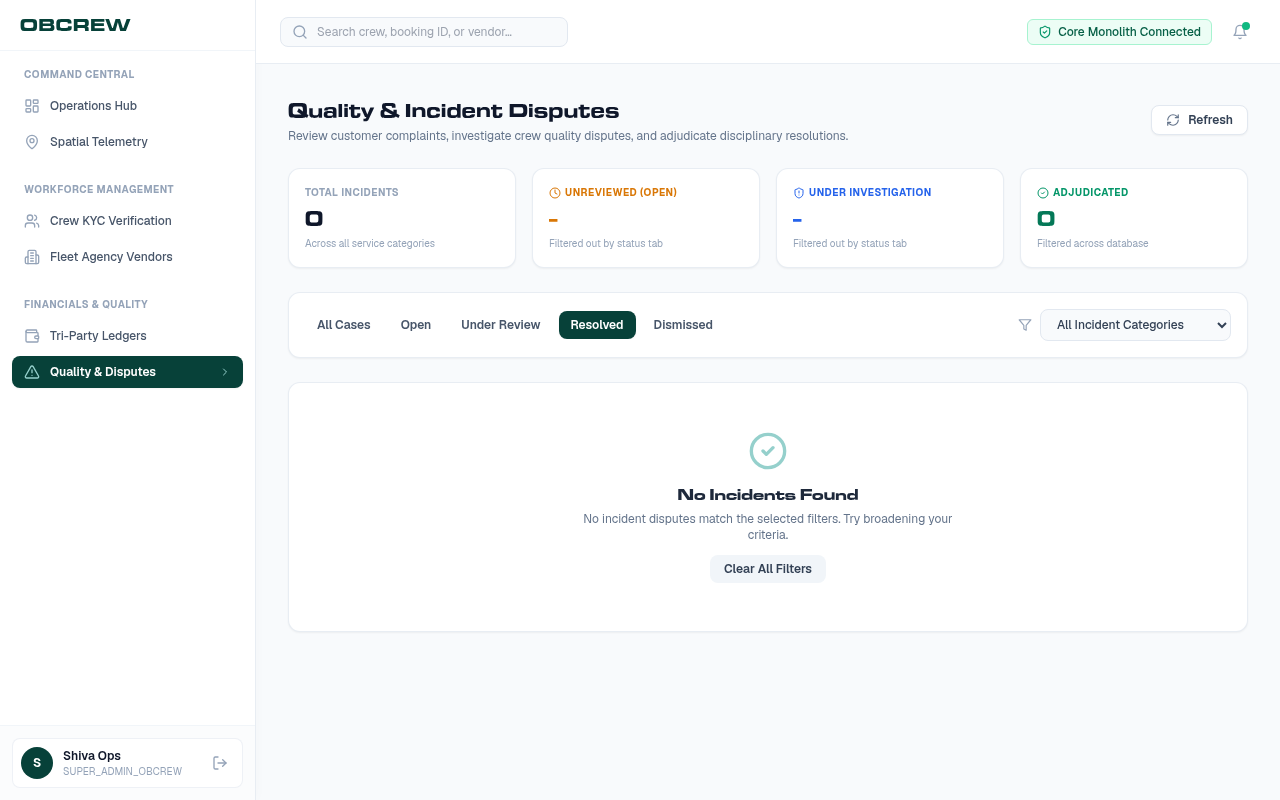 OBCREW
Search crew, booking ID, or vendor...
Core Monolith Connected
COMMAND CENTRAL
Operations Hub
Spatial Telemetry
WORKFORCE MANAGEMENT
Crew KYC Verification
Fleet Agency Vendors
FINANCIALS & QUALITY
Tri-Party Ledgers
Quality & Disputes
Shiva Ops
S
SUPER_ADMIN_OBCREW
Quality & Incident Disputes
Review customer complaints, investigate crew quality disputes, and adjudicate disciplinary resolutions.
Refresh
TOTAL INCIDENTS
0
Across all service categories
UNREVIEWED (OPEN)
–
Filtered out by status tab
UNDER INVESTIGATION
–
Filtered out by status tab
ADJUDICATED
0
Filtered across database
All Cases
Open
Under Review
Resolved
Dismissed
All Incident Categories
No Incidents Found
No incident disputes match the selected filters. Try broadening your
criteria.
Clear All Filters